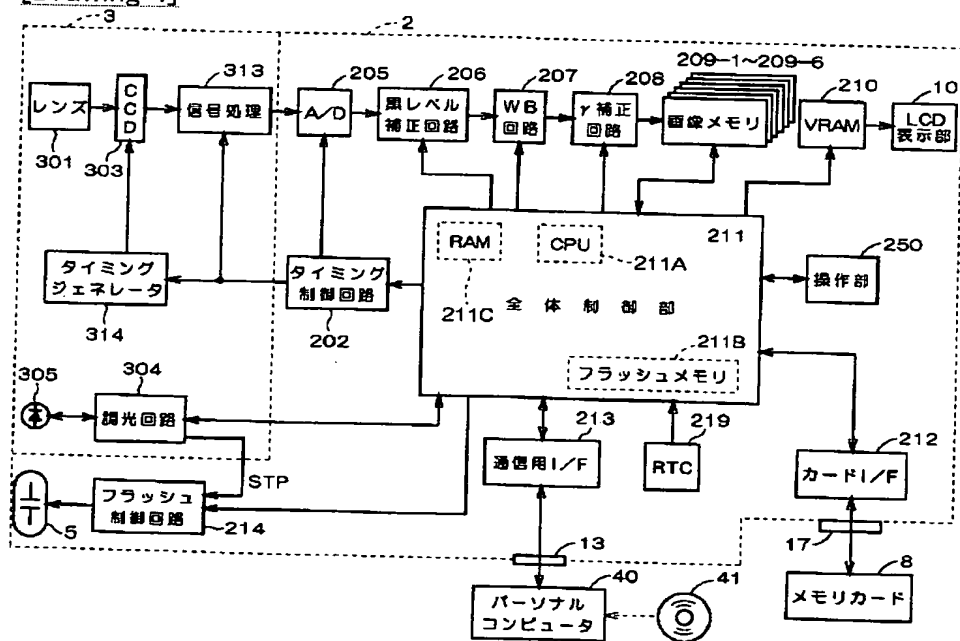 3
2
313
205
206
207
208
209-1～209-6
210
10
レンズ
CCD
信号処理
A/D
黒レベル
補正回路
WB
回路
γ補正
回路
画像メモリ
VRAM
LCD
表示部
301
303
RAM
CPU
211
250
211A
操作部
タイミング
ジェネレータ
タイミング
制御回路
211C
全体制御部
314
202
211B
フラッシュメモリ
305
304
調光回路
213
219
212
通信用I/F
RTC
カードI/F
STP
フラッシュ
制御回路
5
214
17
13
8
40
41
メモリカード
パーソナル
コンピュータ